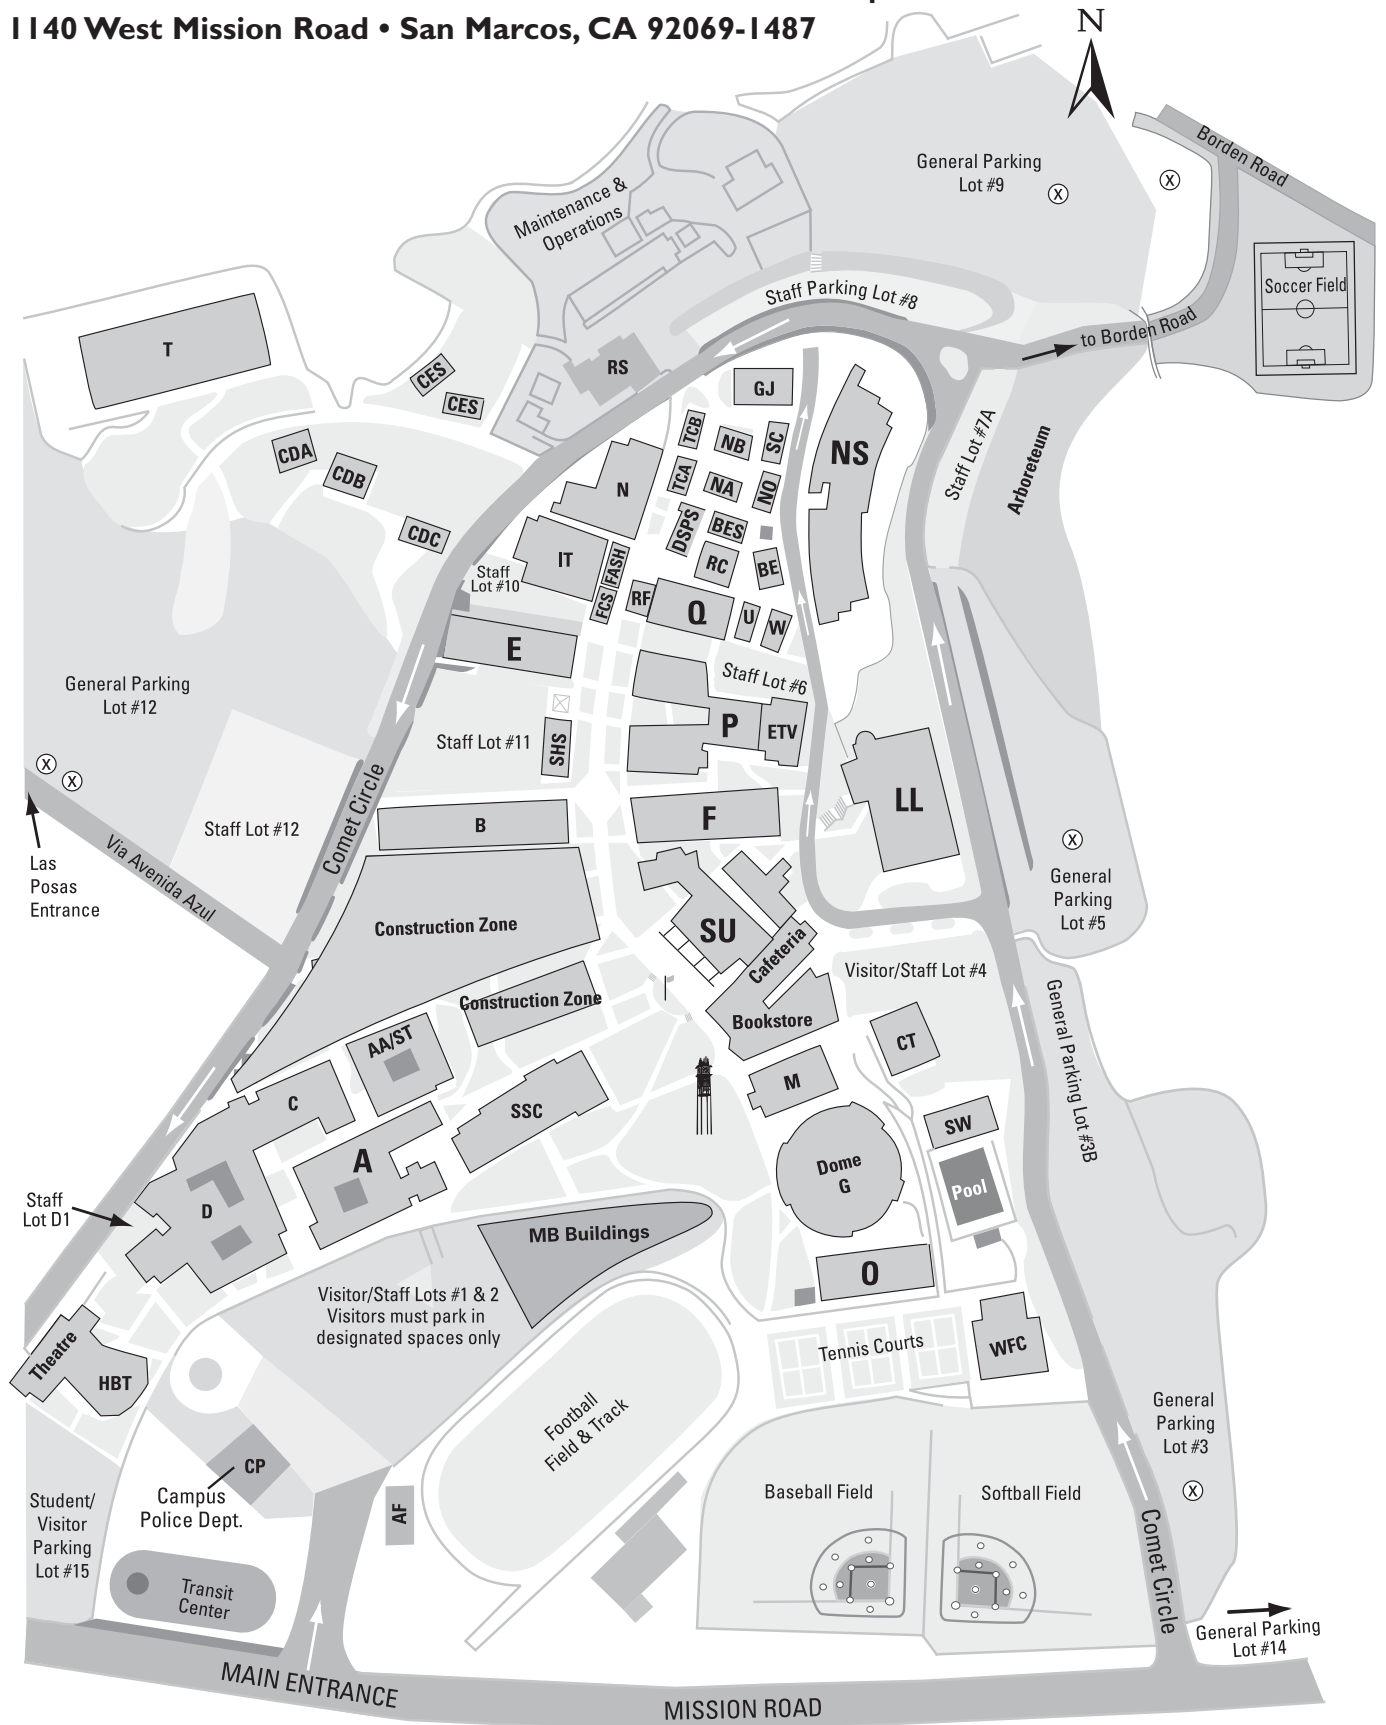 1140 West Mission Road • San Marcos, CA 92069-1487
N
Borden Road
General Parking
Lot #9
X
X
Maintenance &
Operations
Soccer Field
Staff Parking Lot #8
to Borden Road
T
RS
CES
CES
GJ
TCB
NB
SC
NS
Staff Lot #7A
Arboreteum
CDA
CDB
CDC
N
TCA
NA
NO
DSPS
BES
IT
FASH
RC
BE
Staff
Lot #10
FCS
RF
Q
U
W
E
Staff Lot #6
General Parking
Lot #12
P
ETV
Staff Lot #11
SHS
X
X
LL
Comet Circle
B
F
Staff Lot #12
X
Las
Posas
Entrance
Via Avenida Azul
General
Parking
Lot #5
Construction Zone
SU
Cafeteria
Visitor/Staff Lot #4
Construction Zone
Bookstore
General Parking Lot #3B
AA/ST
CT
M
C
SSC
SW
A
Dome
G
Pool
Staff
Lot D1
D
MB Buildings
O
Visitor/Staff Lots #1 & 2
Visitors must park in
designated spaces only
Theatre
HBT
Tennis Courts
WFC
Football
Field & Track
General
Parking
Lot #3
X
CP
Campus
Police Dept.
AF
Baseball Field
Softball Field
Student/
Visitor
Parking
Lot #15
Transit
Center
Comet Circle
General Parking
Lot #14
MAIN ENTRANCE
MISSION ROAD